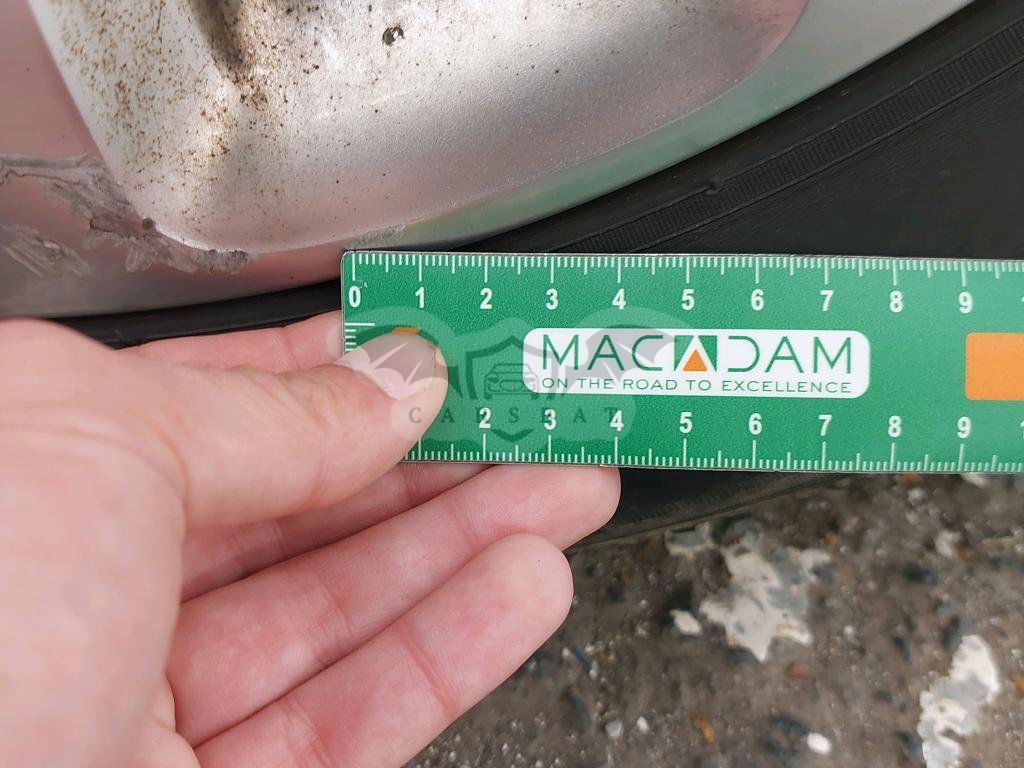 0 1 2 3 4 5 6 7 8 9
MACADAM
ON THE ROAD TO EXCELLENCE
CARSEAT
2 3 4 5 6 7 8 9